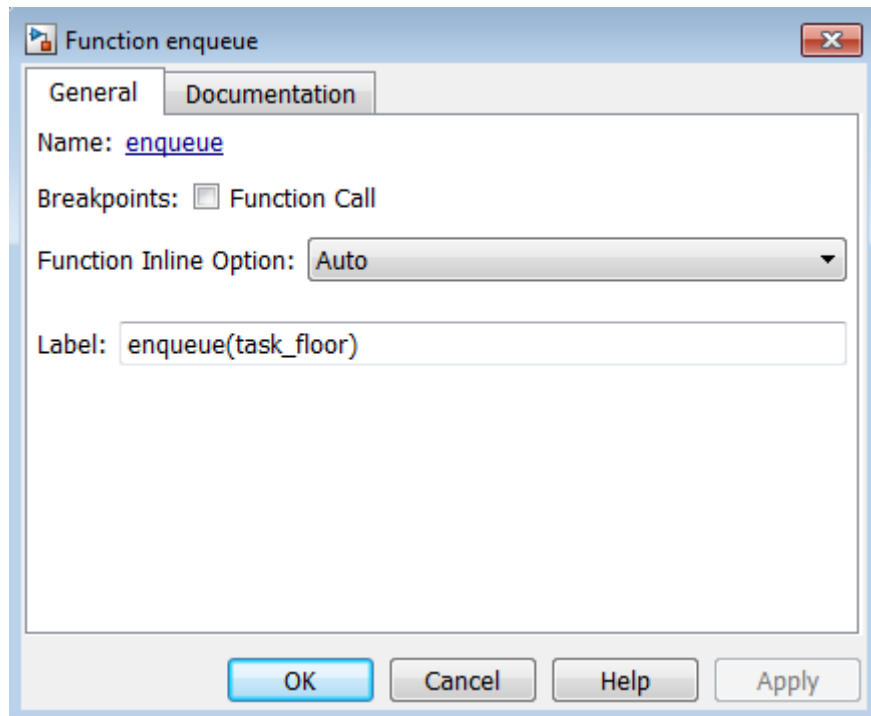 Function enqueue
General Documentation
Name: enqueue
Breakpoints: Function Call
Function Inline Option: Auto
Label: enqueue(task_floor)
OK Cancel Help Apply